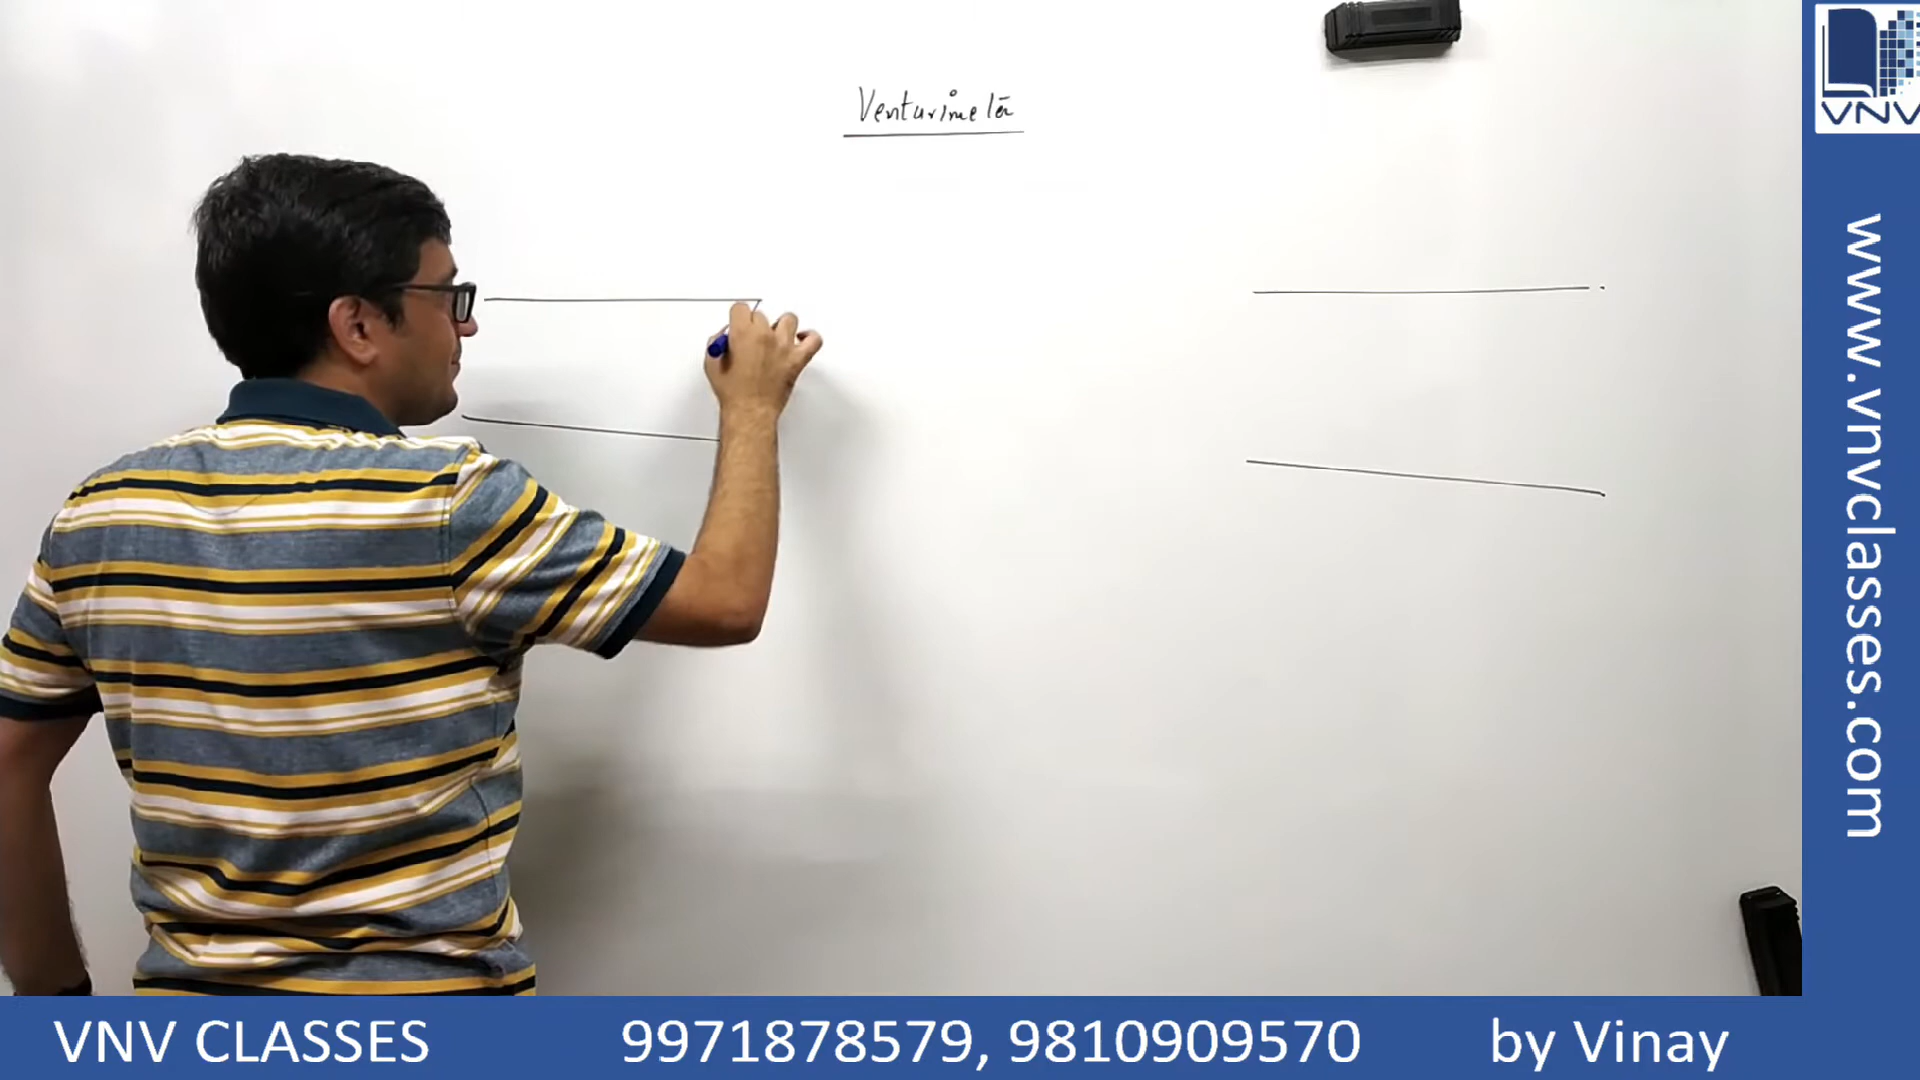 Venturimeter
VNV
www.vnvclasses.com
VNV CLASSES
9971878579, 9810909570
by Vinay